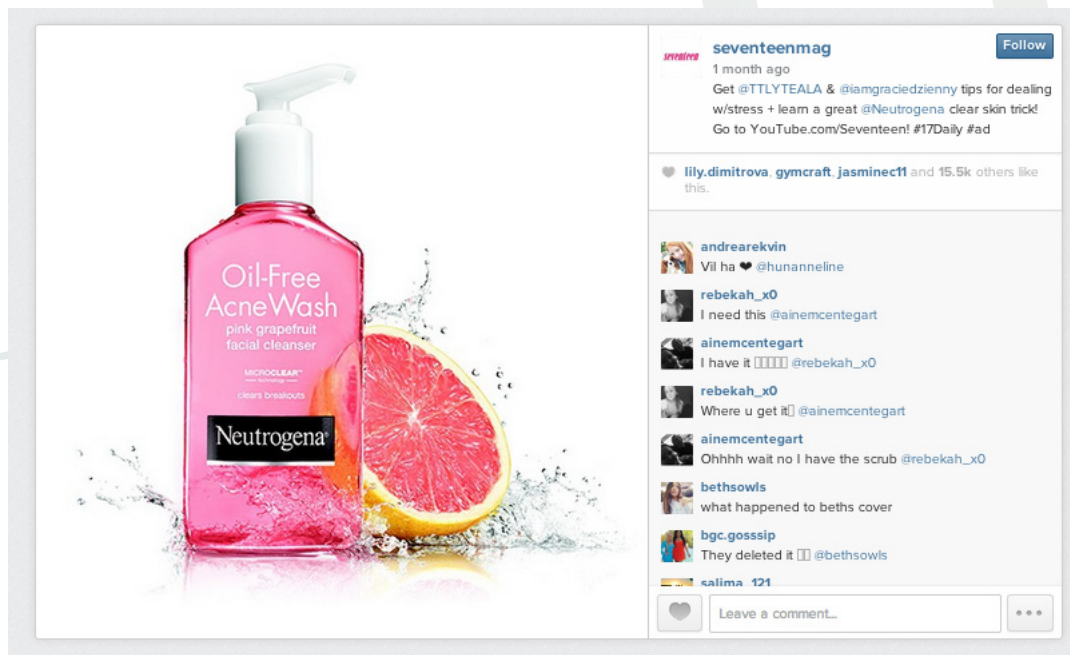 Oil-Free
AcneWash
pink grapefruit
facial cleanser
MICROCLEAR™
technology
clears breakouts
Neutrogena®
seventeen
seventeenmag
Follow
1 month ago
Get @TTLYTEALA & @iamgraciedzienny tips for dealing
w/stress + learn a great @Neutrogena clear skin trick!
Go to YouTube.com/Seventeen! #17Daily #ad
lily.dimitrova, gymcraft, jasminec11 and 15.5k others like
this.
andrearekvin
Vil ha ❤ @hunanneline
rebekah_x0
I need this @ainemcentegart
ainemcentegart
I have it @rebekah_x0
rebekah_x0
Where u get it @ainemcentegart
ainemcentegart
Ohhhh wait no I have the scrub @rebekah_x0
bethsowls
what happened to beths cover
bgc.gosssip
They deleted it @bethsowls
salima_121
Leave a comment...